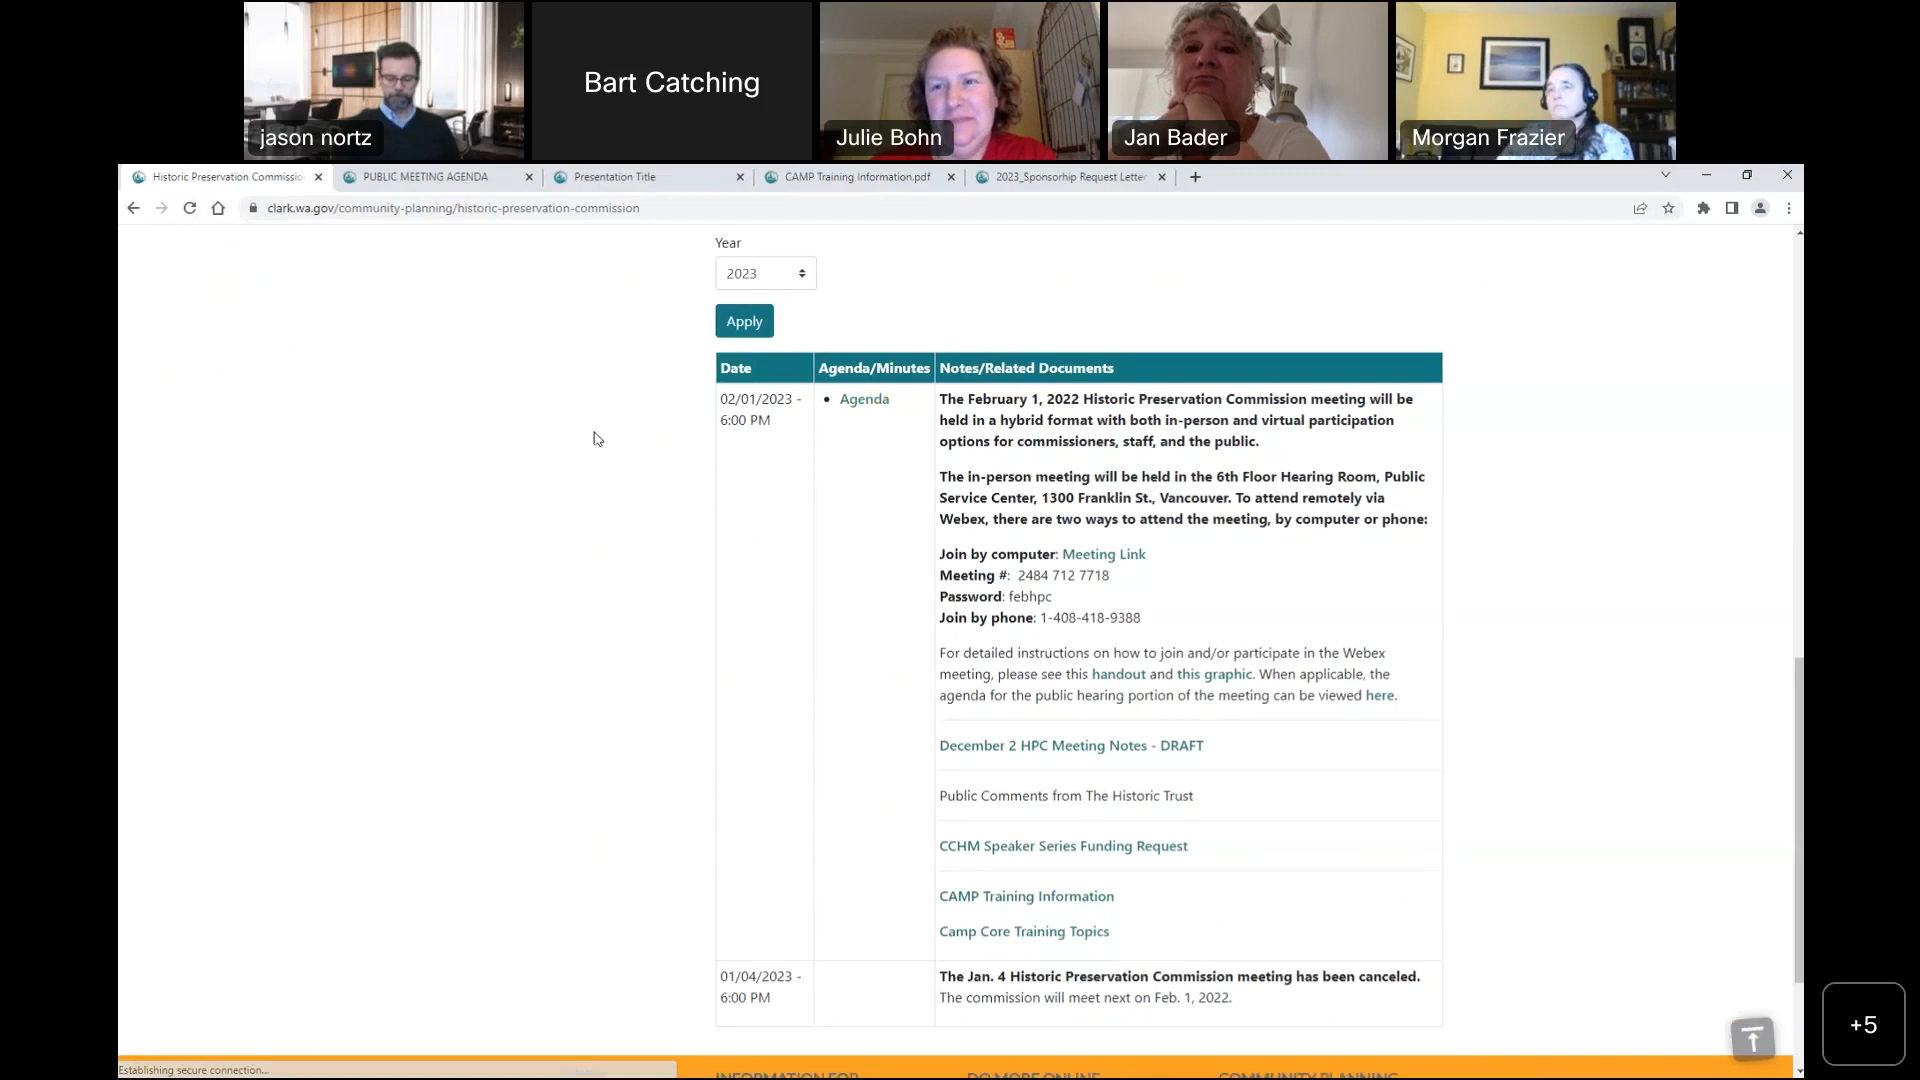 jason nortz
Bart Catching
Julie Bohn
Jan Bader
Morgan Frazier
Historic Preservation Commissio
PUBLIC MEETING AGENDA
Presentation Title
CAMP Training Information.pdf
2023_Sponsorhip Request Letter
clark.wa.gov/community-planning/historic-preservation-commission
Year
2023
Apply
Date Agenda/Minutes Notes/Related Documents
02/01/2023 -
6:00 PM
• Agenda
The February 1, 2022 Historic Preservation Commission meeting will be
held in a hybrid format with both in-person and virtual participation
options for commissioners, staff, and the public.
The in-person meeting will be held in the 6th Floor Hearing Room, Public
Service Center, 1300 Franklin St., Vancouver. To attend remotely via
Webex, there are two ways to attend the meeting, by computer or phone:
Join by computer: Meeting Link
Meeting #: 2484 712 7718
Password: febhpc
Join by phone: 1-408-418-9388
For detailed instructions on how to join and/or participate in the Webex
meeting, please see this handout and this graphic. When applicable, the
agenda for the public hearing portion of the meeting can be viewed here.
December 2 HPC Meeting Notes - DRAFT
Public Comments from The Historic Trust
CCHM Speaker Series Funding Request
CAMP Training Information
Camp Core Training Topics
01/04/2023 -
6:00 PM
The Jan. 4 Historic Preservation Commission meeting has been canceled.
The commission will meet next on Feb. 1, 2022.
+5
Establishing secure connection...
INFORMATION FOR
DO MORE ONLINE
COMMUNITY PLANNING